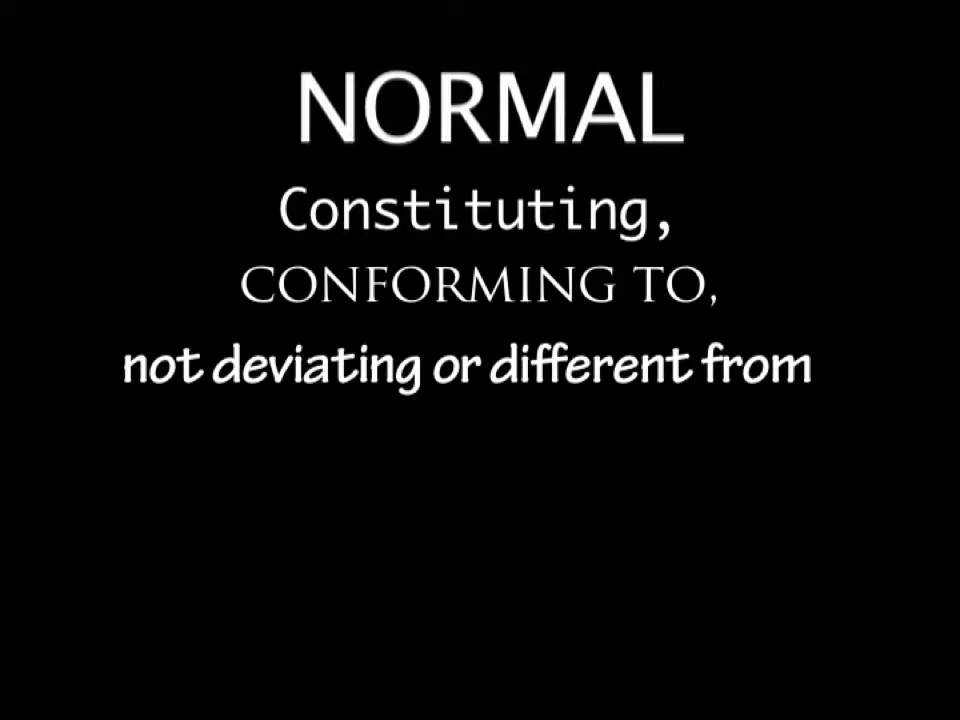 NORMAL
Constituting,
CONFORMING TO,
not deviating or different from